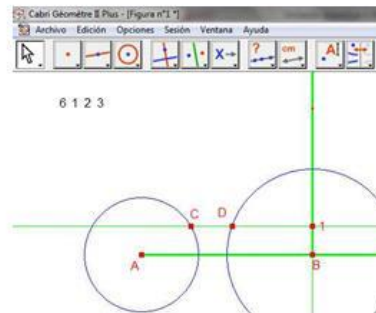 Cabri Géomètre II Plus - [Figura n°1 *]
Archivo Edición Opciones Sesión Ventana Ayuda
X→ ? cm A
6 1 2 3
C D 1
A B